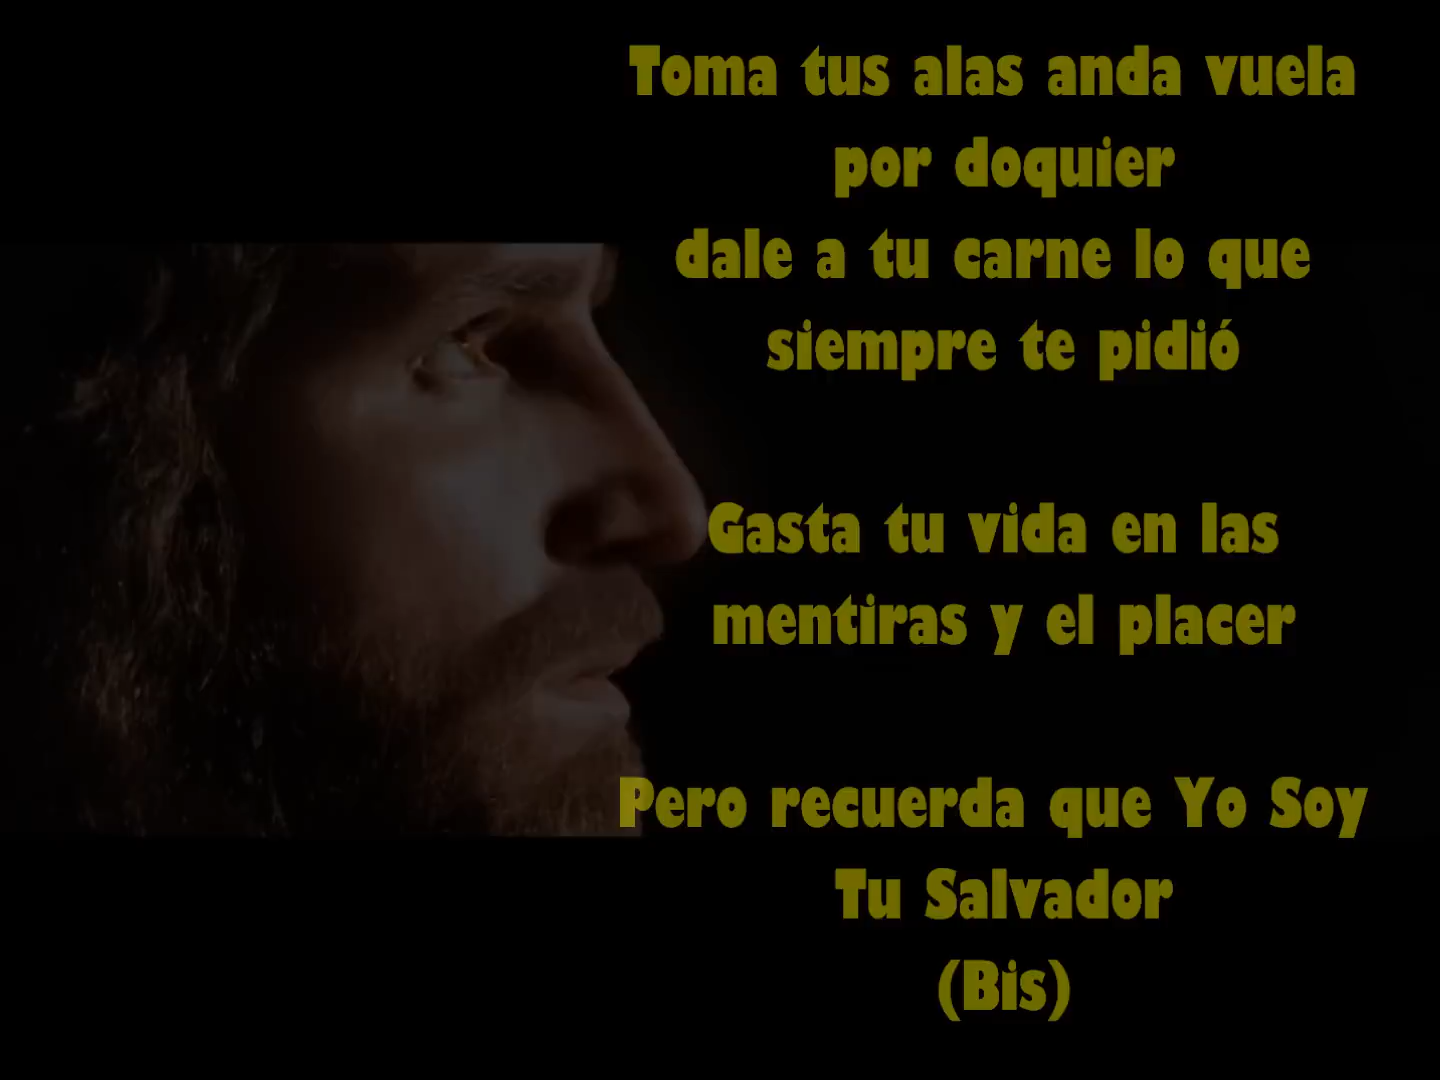 Toma tus alas anda vuela
por doquier
dale a tu carne lo que
siempre te pidió
Gasta tu vida en las
mentiras y el placer
Pero recuerda que Yo Soy
Tu Salvador
(Bis)